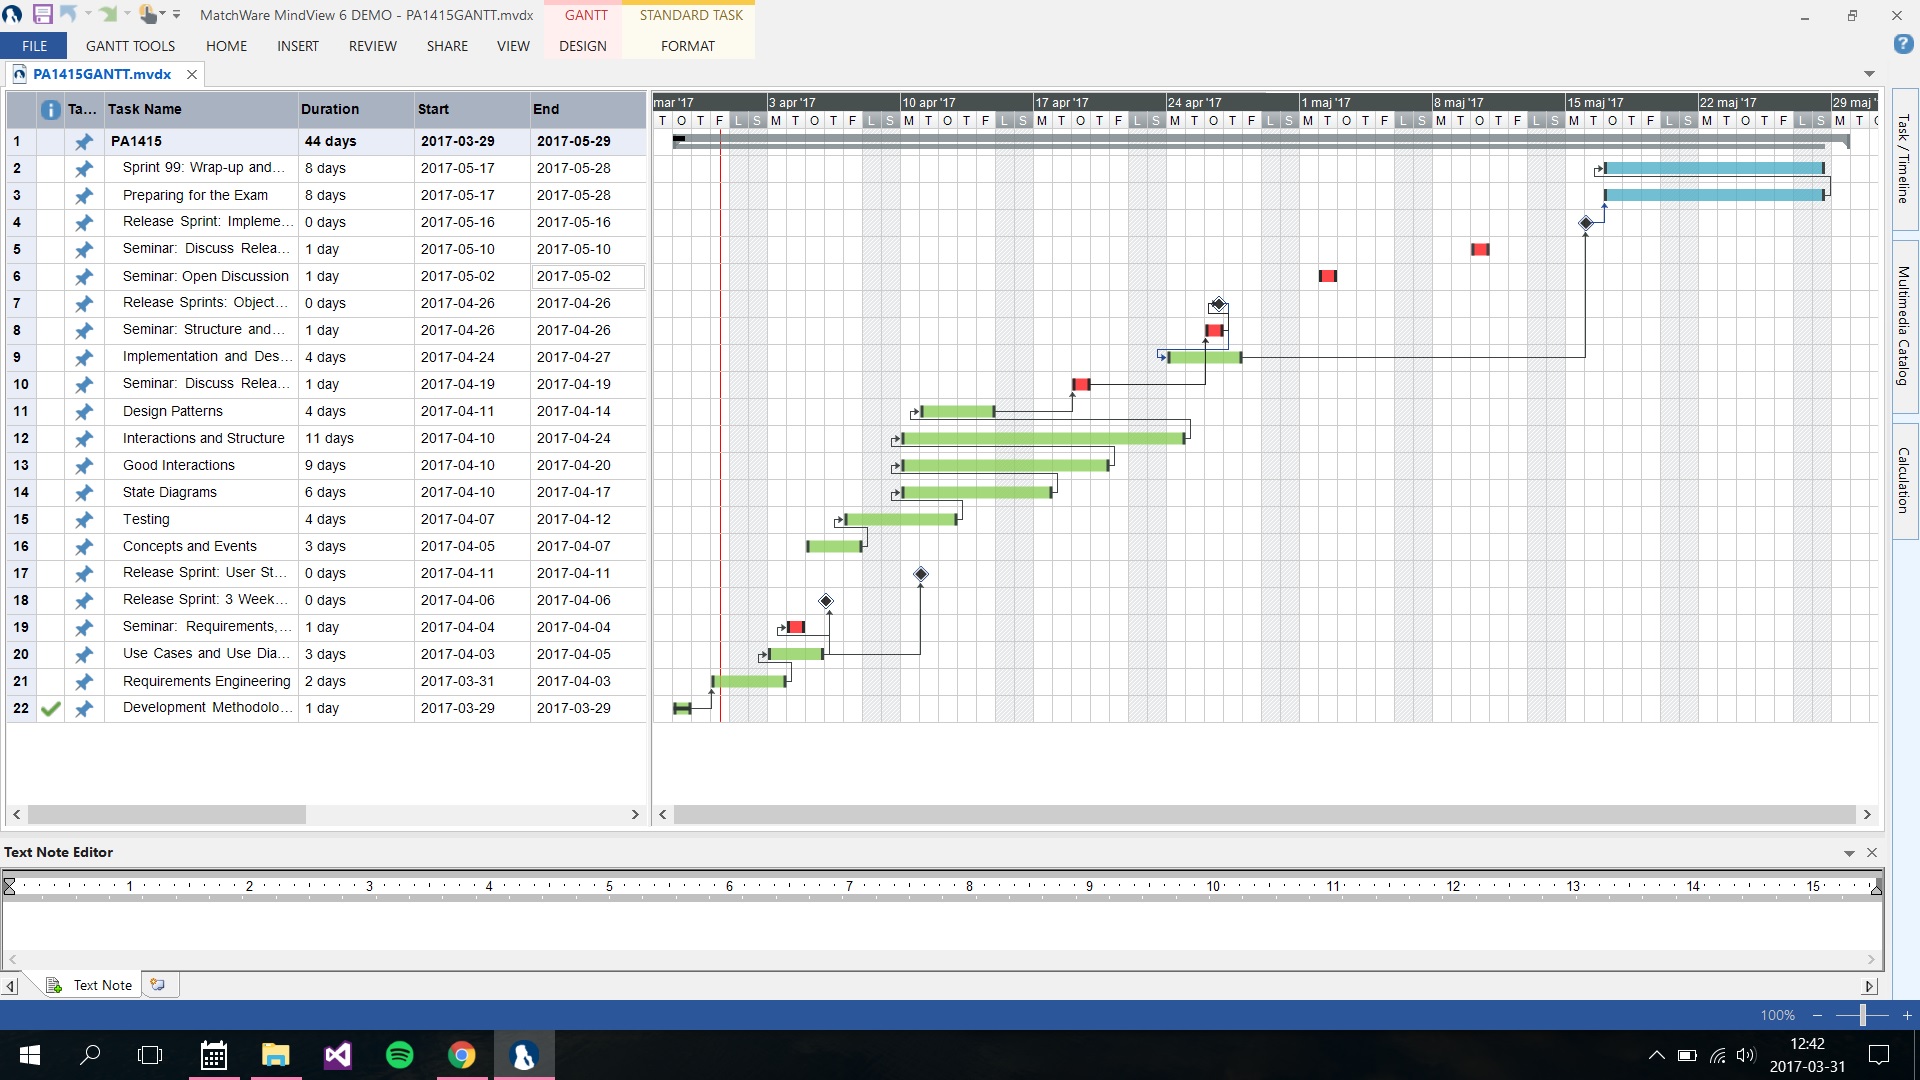 MatchWare MindView 6 DEMO - PA1415GANTT.mvdx
GANTT
STANDARD TASK
FILE
GANTT TOOLS
HOME
INSERT
REVIEW
SHARE
VIEW
DESIGN
FORMAT
PA1415GANTT.mvdx
Ta... Task Name Duration Start End
mar '17 3 apr '17 10 apr '17 17 apr '17 24 apr '17 1 maj '17 8 maj '17 15 maj '17 22 maj '17 29 maj '
T O T F L S M T O T F L S M T O T F L S M T O T F L S M T O T F L S M T O T F L S M T O T F L S M T O T F L S M T O T F L S M T
1 PA1415 44 days 2017-03-29 2017-05-29
2 Sprint 99: Wrap-up and... 8 days 2017-05-17 2017-05-28
3 Preparing for the Exam 8 days 2017-05-17 2017-05-28
4 Release Sprint: Impleme... 0 days 2017-05-16 2017-05-16
5 Seminar: Discuss Relea... 1 day 2017-05-10 2017-05-10
6 Seminar: Open Discussion 1 day 2017-05-02 2017-05-02
7 Release Sprints: Object... 0 days 2017-04-26 2017-04-26
8 Seminar: Structure and... 1 day 2017-04-26 2017-04-26
9 Implementation and Des... 4 days 2017-04-24 2017-04-27
10 Seminar: Discuss Relea... 1 day 2017-04-19 2017-04-19
11 Design Patterns 4 days 2017-04-11 2017-04-14
12 Interactions and Structure 11 days 2017-04-10 2017-04-24
13 Good Interactions 9 days 2017-04-10 2017-04-20
14 State Diagrams 6 days 2017-04-10 2017-04-17
15 Testing 4 days 2017-04-07 2017-04-12
16 Concepts and Events 3 days 2017-04-05 2017-04-07
17 Release Sprint: User St... 0 days 2017-04-11 2017-04-11
18 Release Sprint: 3 Week... 0 days 2017-04-06 2017-04-06
19 Seminar: Requirements,... 1 day 2017-04-04 2017-04-04
20 Use Cases and Use Dia... 3 days 2017-04-03 2017-04-05
21 Requirements Engineering 2 days 2017-03-31 2017-04-03
22 Development Methodolo... 1 day 2017-03-29 2017-03-29
Task / Timeline
Multimedia Catalog
Calculation
Text Note Editor
1 2 3 4 5 6 7 8 9 10 11 12 13 14 15
Text Note
100%
12:42
2017-03-31